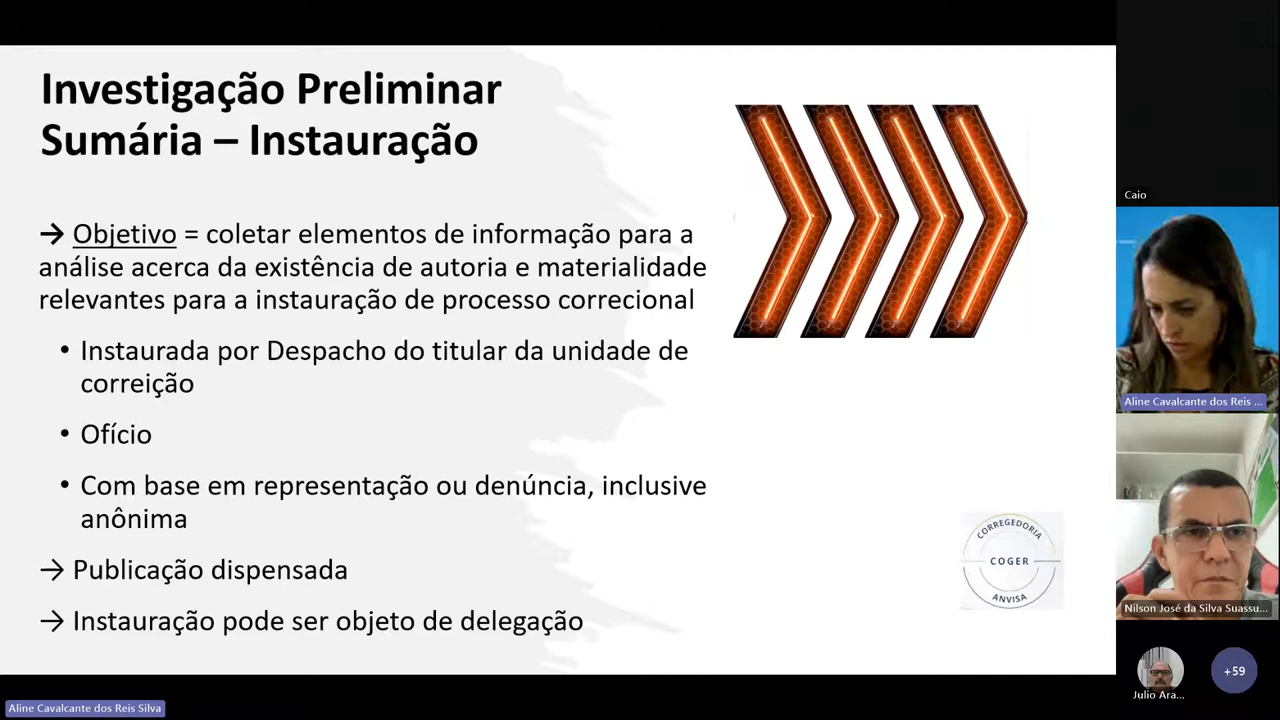 Investigação Preliminar
Sumária – Instauração
→ Objetivo = coletar elementos de informação para a
análise acerca da existência de autoria e materialidade
relevantes para a instauração de processo correcional
• Instaurada por Despacho do titular da unidade de
correição
• Ofício
• Com base em representação ou denúncia, inclusive
anônima
→ Publicação dispensada
→ Instauração pode ser objeto de delegação
CORREGEDORIA
COGER
ANVISA
Caio
Aline Cavalcante dos Reis ...
Nilson José da Silva Suassu...
Julio Ara...
+59
Aline Cavalcante dos Reis Silva